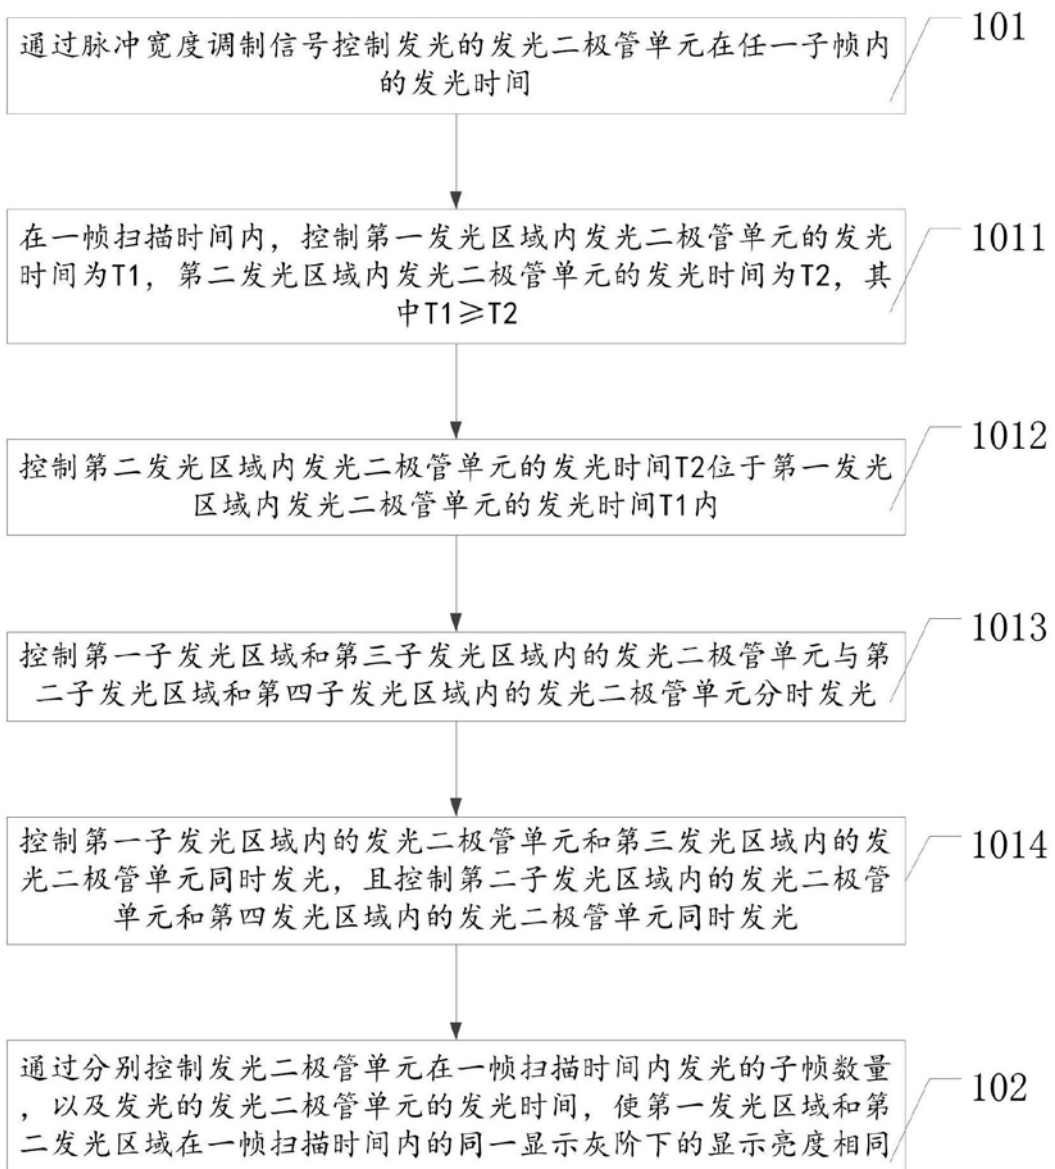 通过脉冲宽度调制信号控制发光的发光二极管单元在任一子帧内
的发光时间
101
在一帧扫描时间内，控制第一发光区域内发光二极管单元的发光
时间为T1，第二发光区域内发光二极管单元的发光时间为T2，其
中T1≥T2
1011
控制第二发光区域内发光二极管单元的发光时间T2位于第一发光
区域内发光二极管单元的发光时间T1内
1012
控制第一子发光区域和第三子发光区域内的发光二极管单元与第
二子发光区域和第四子发光区域内的发光二极管单元分时发光
1013
控制第一子发光区域内的发光二极管单元和第三发光区域内的发
光二极管单元同时发光，且控制第二子发光区域内的发光二极管
单元和第四发光区域内的发光二极管单元同时发光
1014
通过分别控制发光二极管单元在一帧扫描时间内发光的子帧数量
，以及发光的发光二极管单元的发光时间，使第一发光区域和第
二发光区域在一帧扫描时间内的同一显示灰阶下的显示亮度相同
102